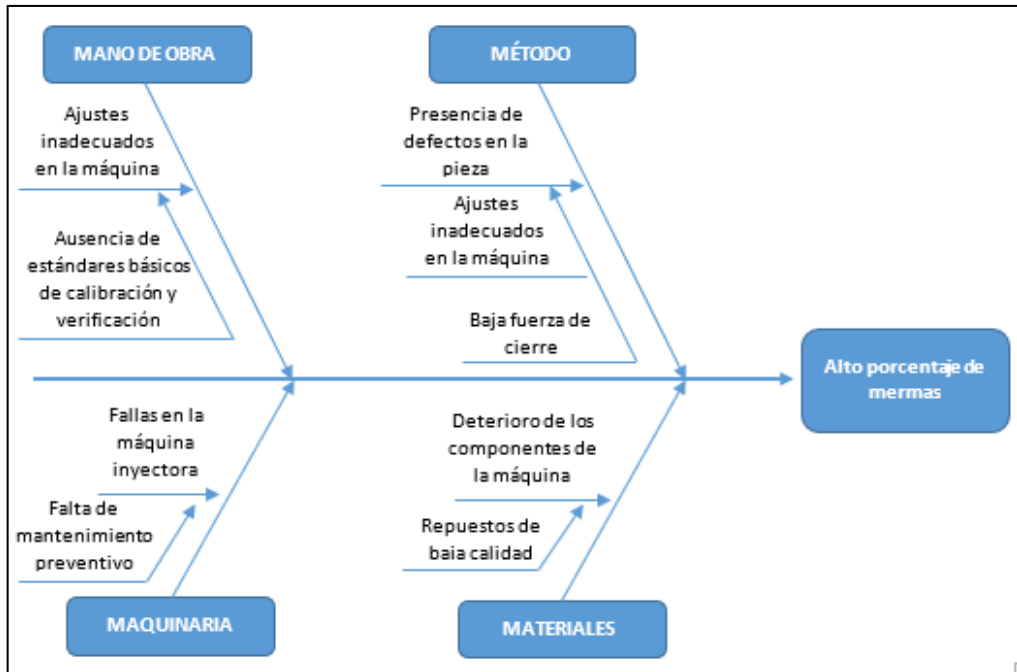 MANO DE OBRA
Ajustes
inadecuados
en la máquina
Ausencia de
estándares básicos
de calibración y
verificación
MÉTODO
Presencia de
defectos en la
pieza
Ajustes
inadecuados
en la máquina
Baja fuerza de
cierre
Alto porcentaje de
mermas
Fallas en la
máquina
inyectora
Falta de
mantenimiento
preventivo
MAQUINARIA
Deterioro de los
componentes de
la máquina
Repuestos de
baja calidad
MATERIALES